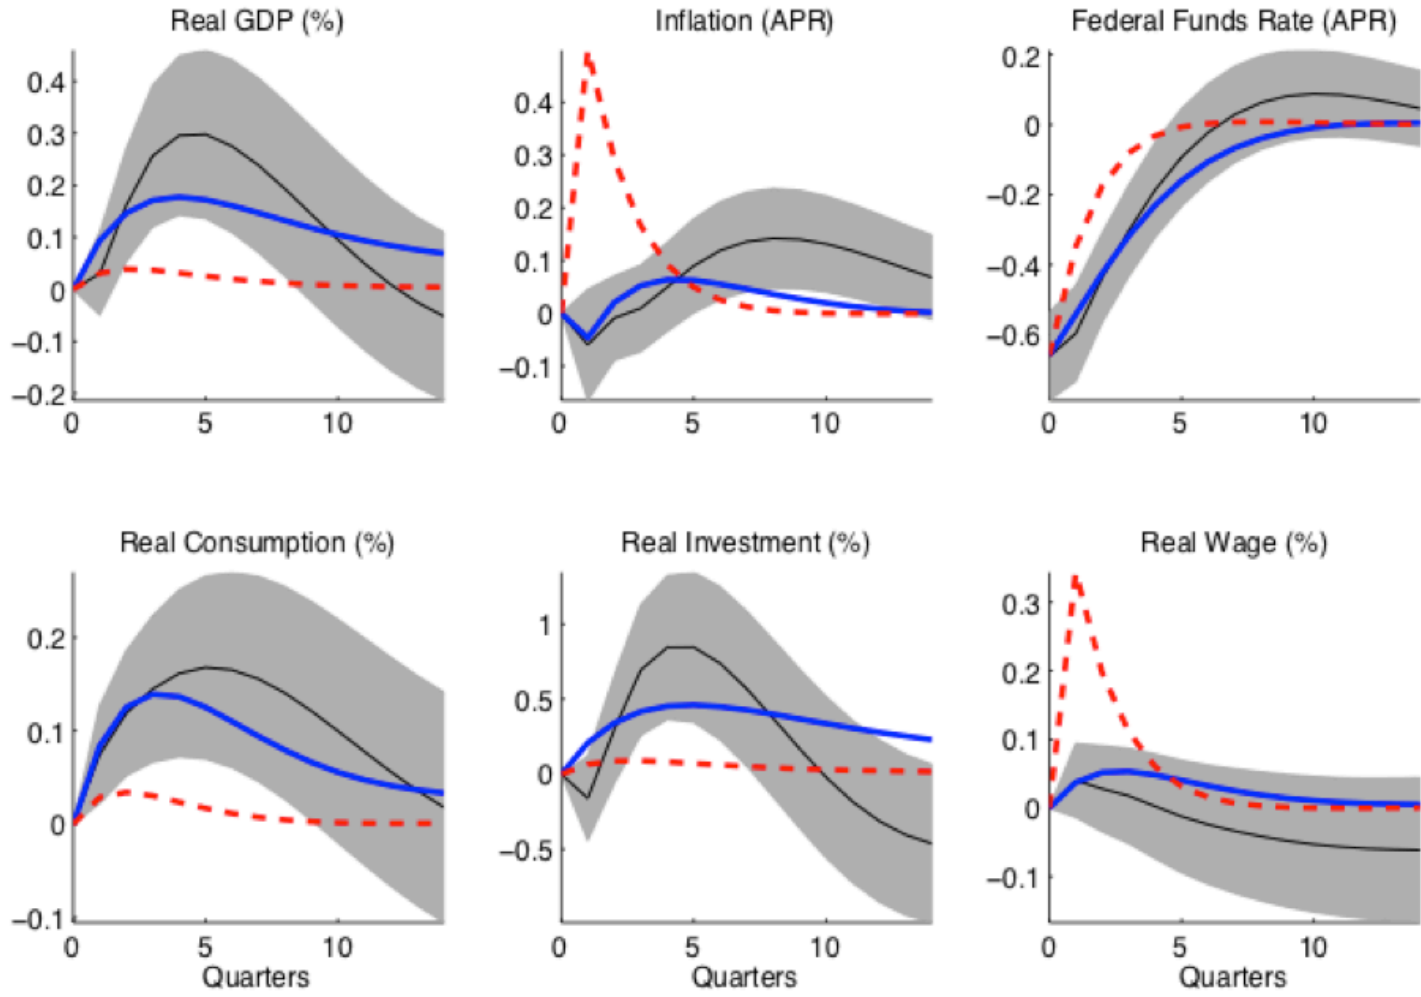 Real GDP (%)
0.4
0.3
0.2
0.1
0
−0.1
−0.2
0 5 10
Inflation (APR)
0.4
0.3
0.2
0.1
0
−0.1
0 5 10
Federal Funds Rate (APR)
0.2
0
−0.2
−0.4
−0.6
0 5 10
Real Consumption (%)
0.2
0.1
0
−0.1
0 5 10
Quarters
Real Investment (%)
1
0.5
0
−0.5
0 5 10
Quarters
Real Wage (%)
0.3
0.2
0.1
0
−0.1
0 5 10
Quarters